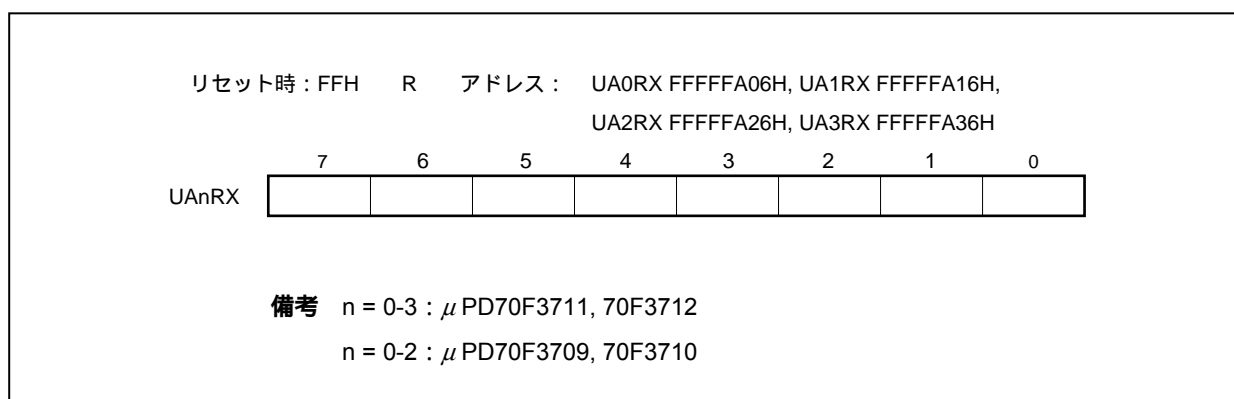 リセット時：FFH R アドレス： UA0RX FFFFFA06H, UA1RX FFFFFA16H,
UA2RX FFFFFA26H, UA3RX FFFFFA36H
7 6 5 4 3 2 1 0
UAnRX
備考 n = 0-3：μPD70F3711, 70F3712
n = 0-2：μPD70F3709, 70F3710